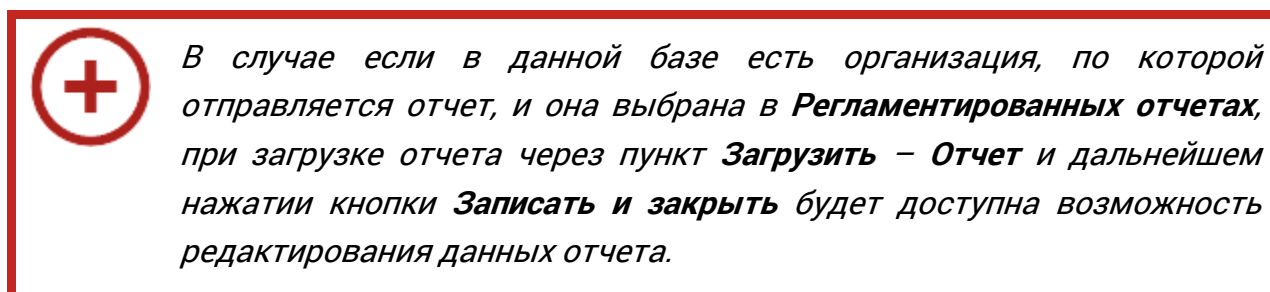 В случае если в данной базе есть организация, по которой
отправляется отчет, и она выбрана в Регламентированных отчетах,
при загрузке отчета через пункт Загрузить – Отчет и дальнейшем
нажатии кнопки Записать и закрыть будет доступна возможность
редактирования данных отчета.